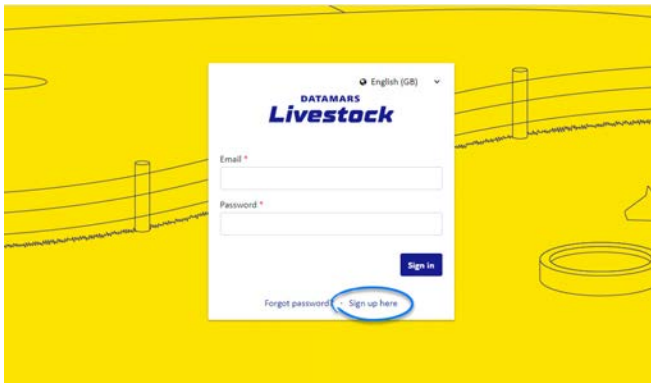 English (GB)
DATAMARS
Livestock
Email *
Password *
Sign in
Forgot password? - Sign up here